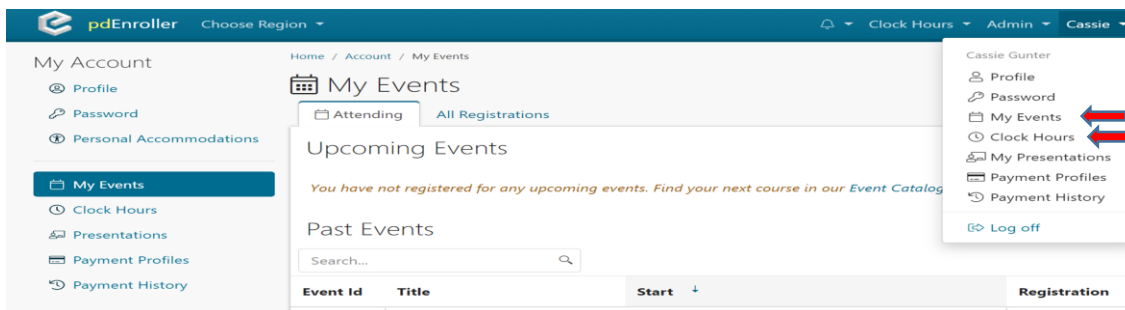 pdEnroller Choose Region Clock Hours Admin Cassie
My Account
Profile
Password
Personal Accommodations
My Events
Clock Hours
Presentations
Payment Profiles
Payment History
Home / Account / My Events
My Events
Attending All Registrations
Upcoming Events
You have not registered for any upcoming events. Find your next course in our Event Catalog
Past Events
Search...
Event Id Title Start Registration
Cassie Gunter
Profile
Password
My Events
Clock Hours
My Presentations
Payment Profiles
Payment History
Log off